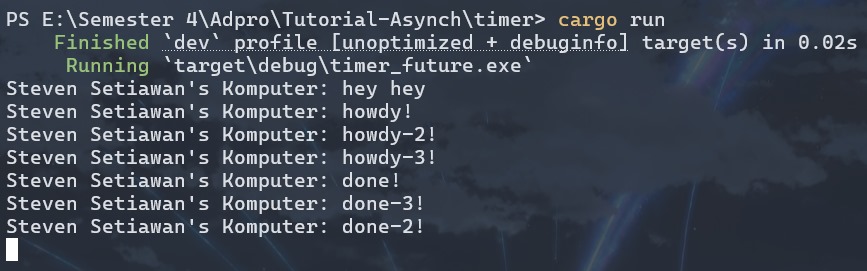 PS E:\Semester 4\Adpro\Tutorial-Asynch\timer> cargo run
    Finished `dev` profile [unoptimized + debuginfo] target(s) in 0.02s
     Running `target\debug\timer_future.exe`
Steven Setiawan's Komputer: hey hey
Steven Setiawan's Komputer: howdy!
Steven Setiawan's Komputer: howdy-2!
Steven Setiawan's Komputer: howdy-3!
Steven Setiawan's Komputer: done!
Steven Setiawan's Komputer: done-3!
Steven Setiawan's Komputer: done-2!